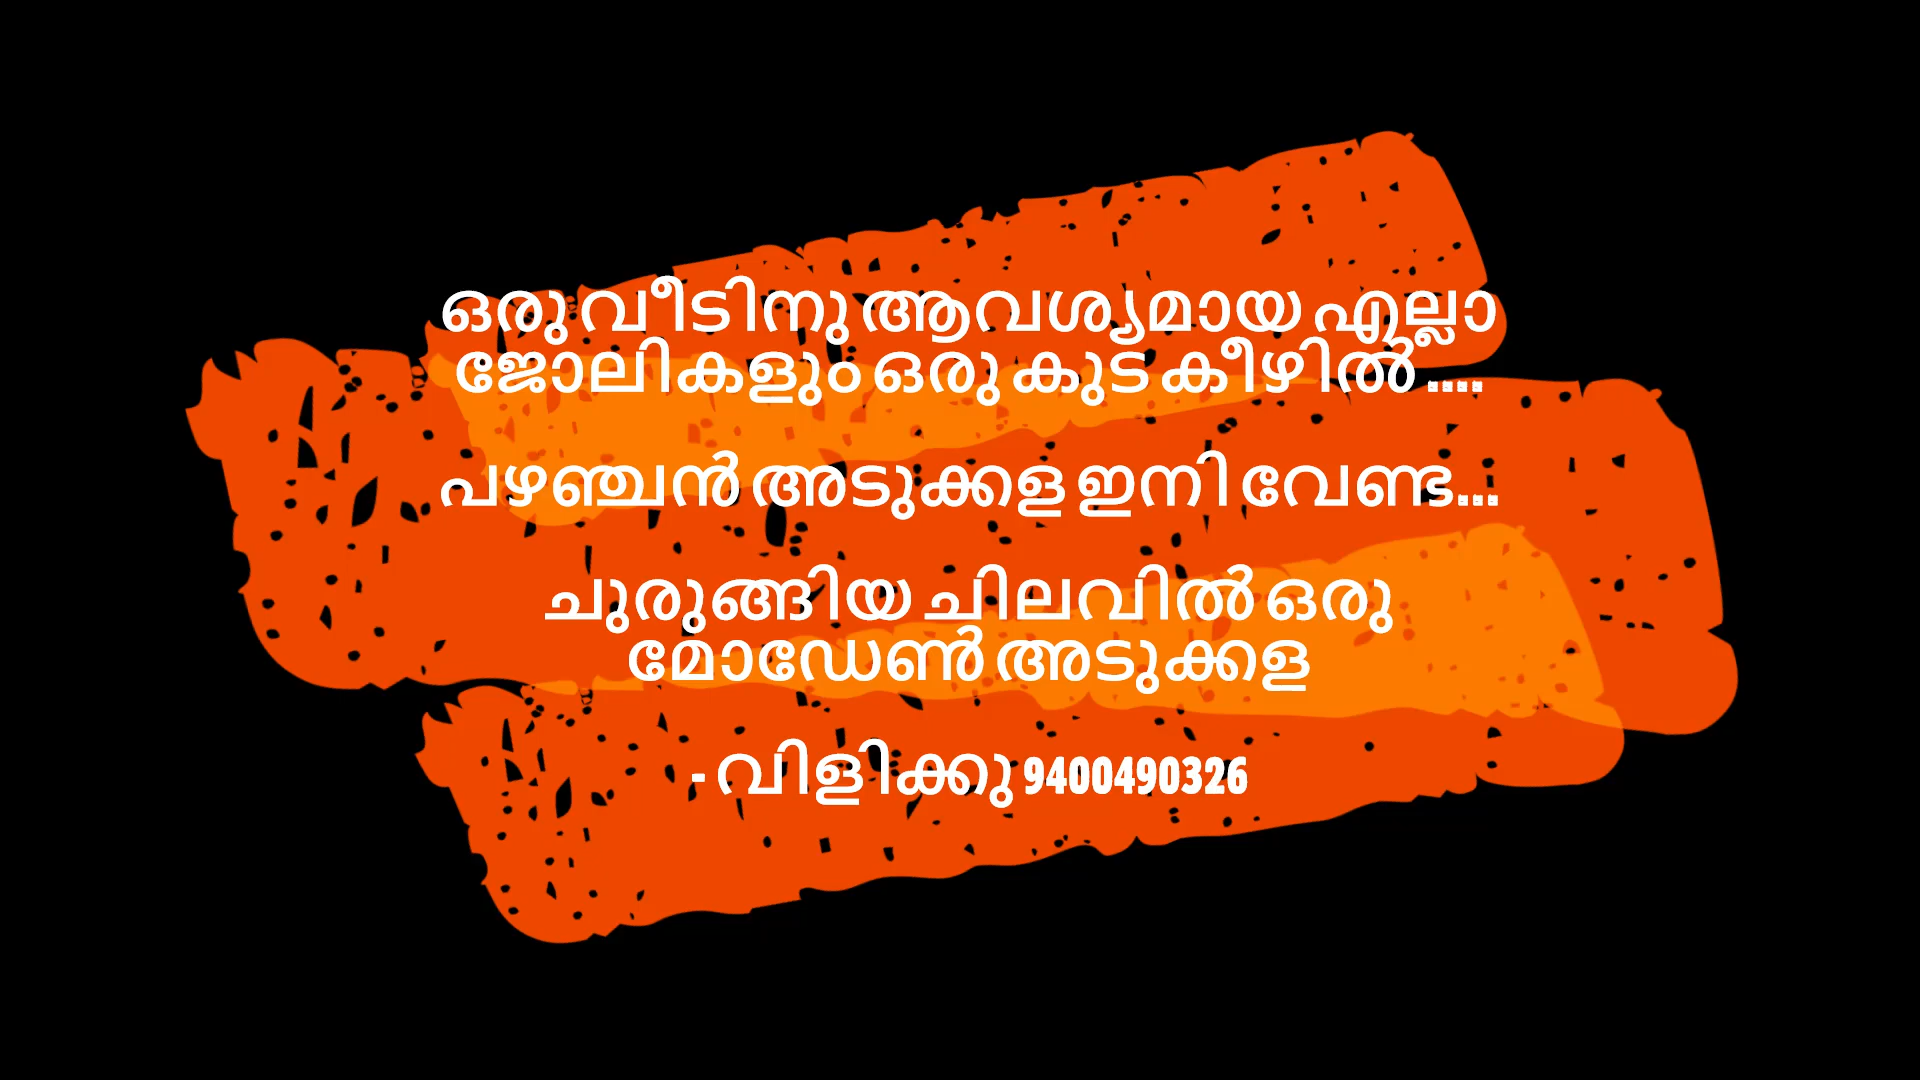 ഒരു വീടിനു ആവശ്യമായ എല്ലാ
ജോലികളും ഒരു കുട കീഴിൽ ....
പഴഞ്ചൻ അടുക്കള ഇനി വേണ്ട...
ചുരുങ്ങിയ ചിലവിൽ ഒരു
മോഡേൺ അടുക്കള
- വിളിക്കു 9400490326